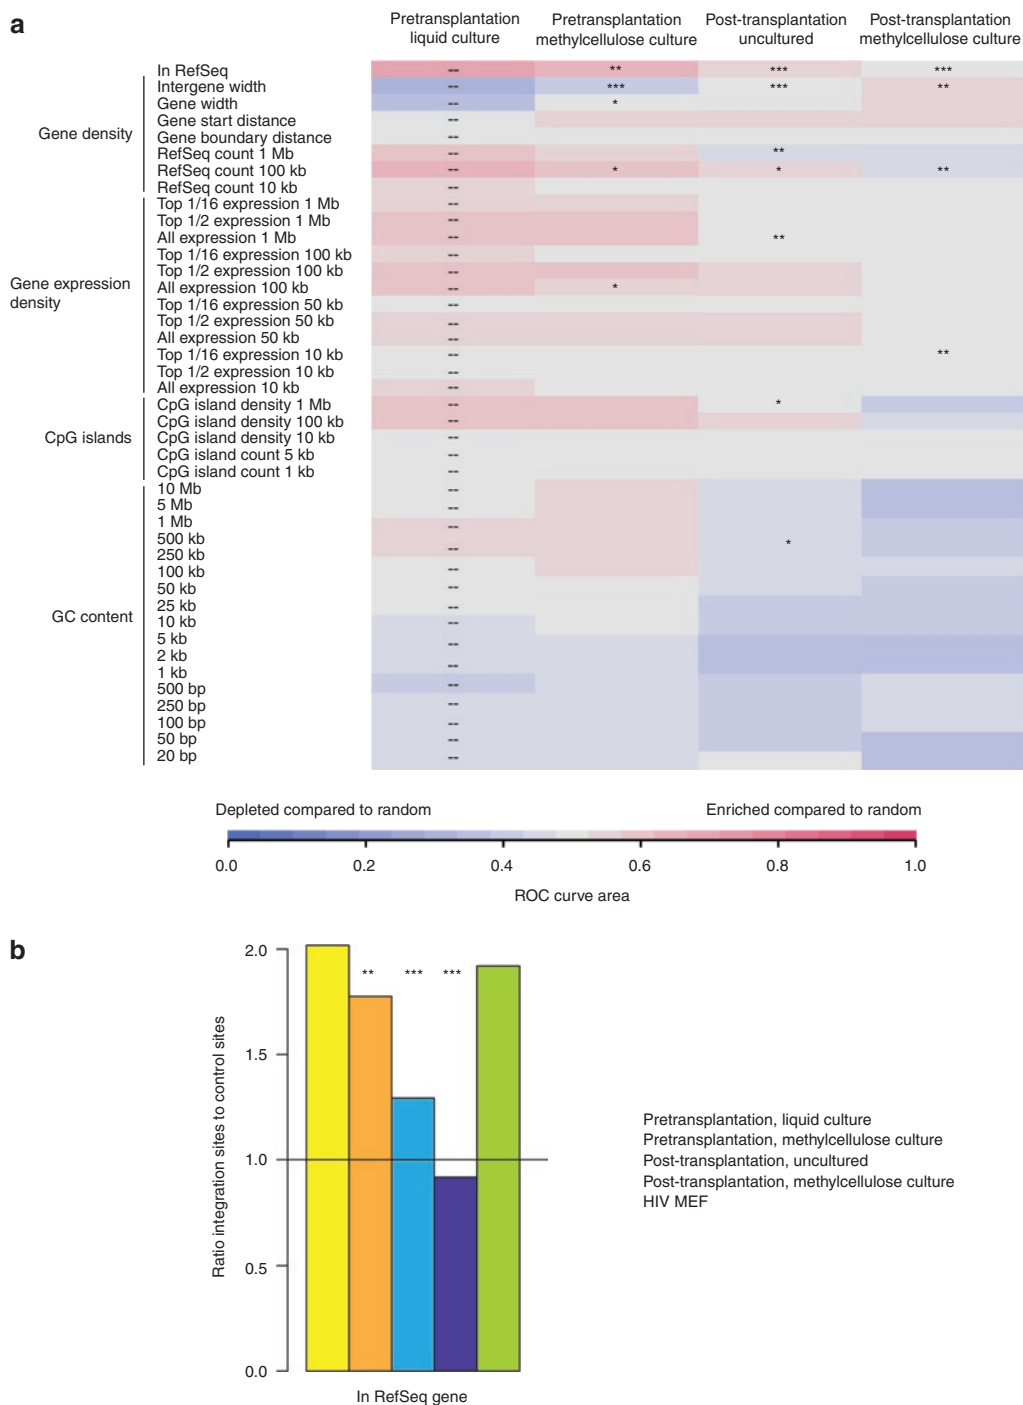 a
Pretransplantation
liquid culture
Pretransplantation
methylcellulose culture
Post-transplantation
uncultured
Post-transplantation
methylcellulose culture
Gene density
In RefSeq -- ** *** ***
Intergene width -- *** *** **
Gene width -- *
Gene start distance --
Gene boundary distance --
RefSeq count 1 Mb -- **
RefSeq count 100 kb -- * * **
RefSeq count 10 kb --
Gene expression
density
Top 1/16 expression 1 Mb --
Top 1/2 expression 1 Mb --
All expression 1 Mb -- **
Top 1/16 expression 100 kb --
Top 1/2 expression 100 kb --
All expression 100 kb -- *
Top 1/16 expression 50 kb --
Top 1/2 expression 50 kb --
All expression 50 kb --
Top 1/16 expression 10 kb -- **
Top 1/2 expression 10 kb --
All expression 10 kb --
CpG islands
CpG island density 1 Mb -- *
CpG island density 100 kb --
CpG island density 10 kb --
CpG island count 5 kb --
CpG island count 1 kb --
GC content
10 Mb --
5 Mb --
1 Mb --
500 kb *
250 kb --
100 kb --
50 kb
25 kb --
10 kb --
5 kb --
2 kb --
1 kb
500 bp --
250 bp --
100 bp --
50 bp --
20 bp --
Depleted compared to random
Enriched compared to random
0.0 0.2 0.4 0.6 0.8 1.0
ROC curve area
b
Ratio integration sites to control sites
2.0
1.5
1.0
0.5
0.0
** *** ***
In RefSeq gene
Pretransplantation, liquid culture
Pretransplantation, methylcellulose culture
Post-transplantation, uncultured
Post-transplantation, methylcellulose culture
HIV MEF